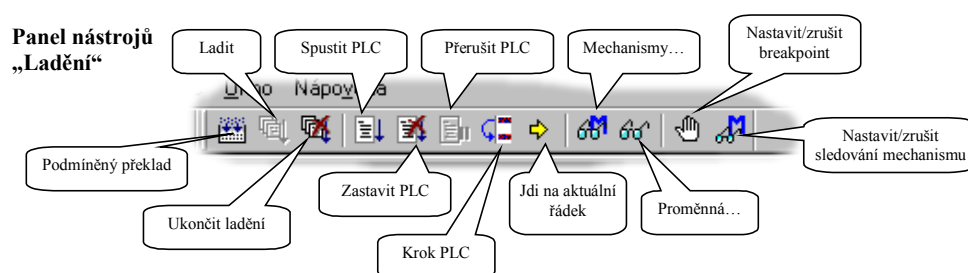 Panel nástrojů
„Ladění“
Ladit
Spustit PLC
Přerušit PLC
Mechanismy…
Nastavit/zrušit
breakpoint
Nápověda
Podmíněný překlad
Ukončit ladění
Zastavit PLC
Krok PLC
Jdi na aktuální
řádek
Proměnná…
Nastavit/zrušit
sledování mechanismu